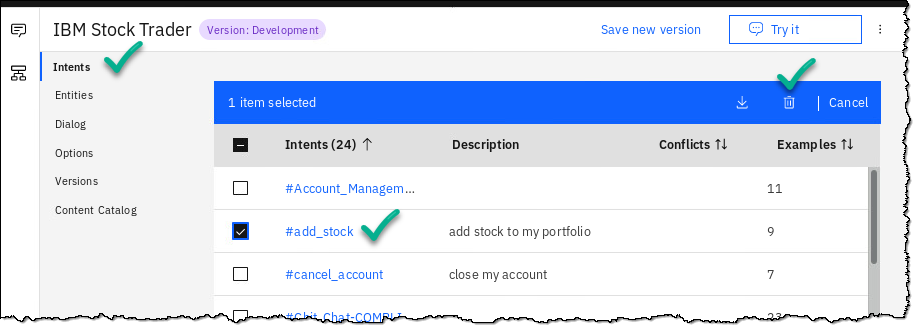 IBM Stock Trader Version: Development Save new version Try it
Intents
Entities
Dialog
Options
Versions
Content Catalog
1 item selected Cancel
Intents (24) Description Conflicts Examples
#Account_Managem... 11
#add_stock add stock to my portfolio 9
#cancel_account close my account 7